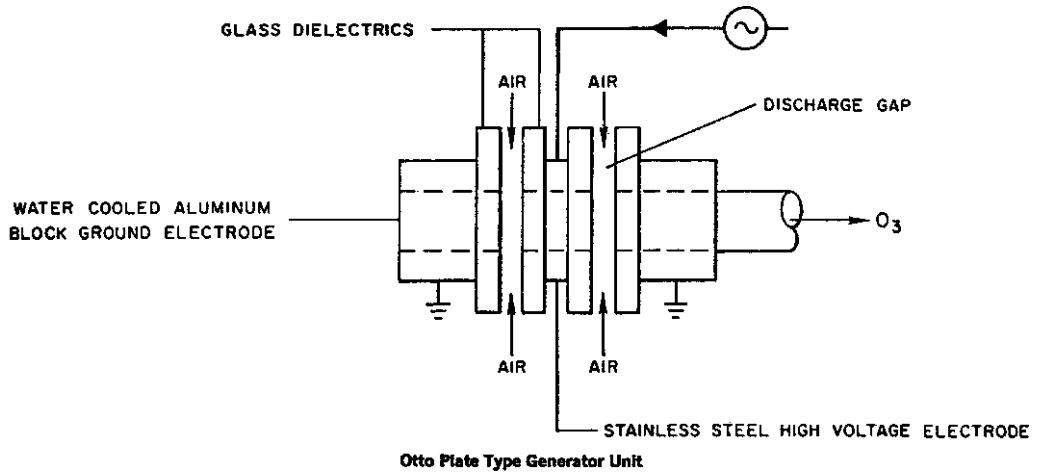 GLASS DIELECTRICS
AIR
AIR
DISCHARGE GAP
WATER COOLED ALUMINUM
BLOCK GROUND ELECTRODE
O3
AIR
AIR
STAINLESS STEEL HIGH VOLTAGE ELECTRODE
Otto Plate Type Generator Unit